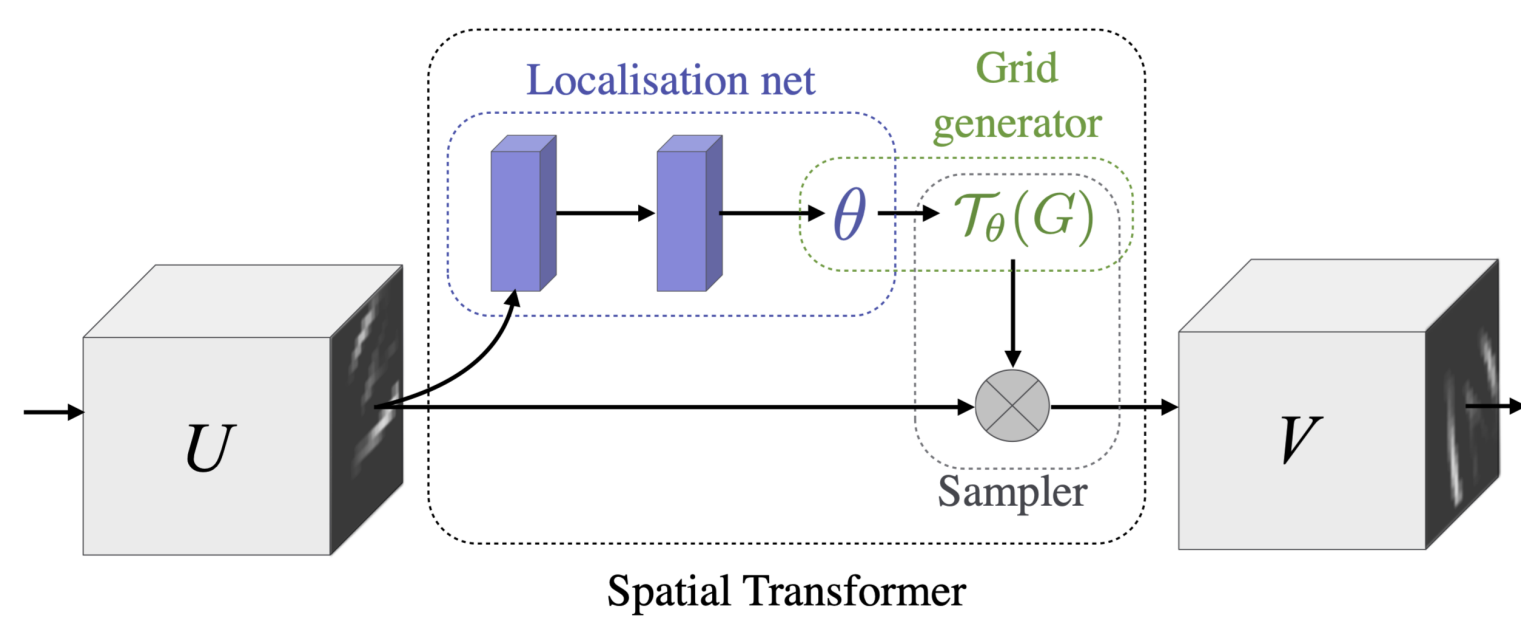 Localisation net
Grid
generator
θ
𝒯θ(G)
U
V
Sampler
Spatial Transformer